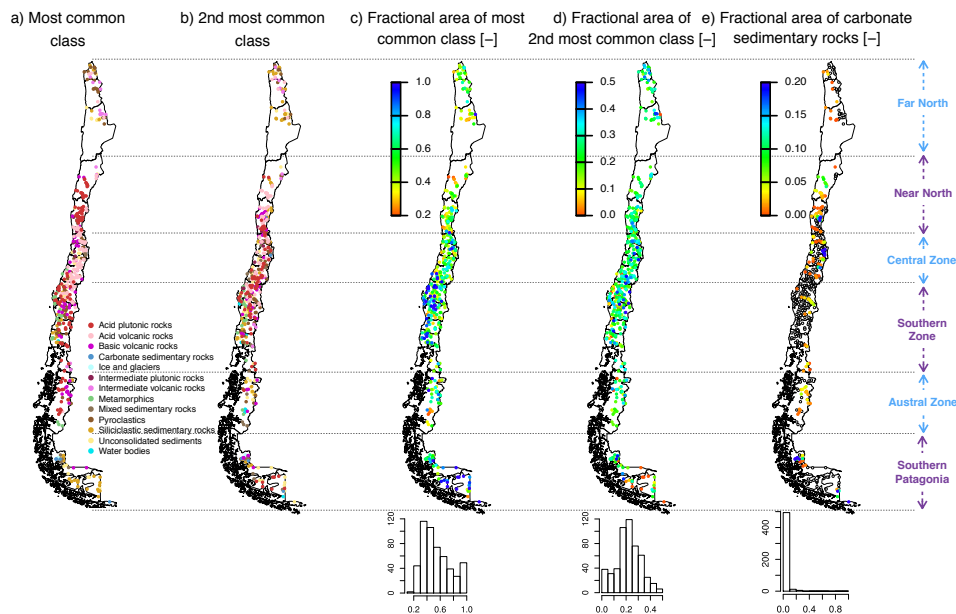 a) Most common
class
b) 2nd most common
class
c) Fractional area of most
common class [−]
d) Fractional area of
2nd most common class [−]
e) Fractional area of carbonate
sedimentary rocks [−]
1.0
0.8
0.6
0.4
0.2
0.5
0.4
0.3
0.2
0.1
0.0
0.20
0.15
0.10
0.05
0.00
Far North
Near North
Central Zone
Southern
Zone
Austral Zone
Southern
Patagonia
Acid plutonic rocks
Acid volcanic rocks
Basic volcanic rocks
Carbonate sedimentary rocks
Ice and glaciers
Intermediate plutonic rocks
Intermediate volcanic rocks
Metamorphics
Mixed sedimentary rocks
Pyroclastics
Siliciclastic sedimentary rocks
Unconsolidated sediments
Water bodies
0 40 80 120
0.2 0.6 1.0
0 40 80 120
0.0 0.2 0.4
0 200 400
0.0 0.4 0.8